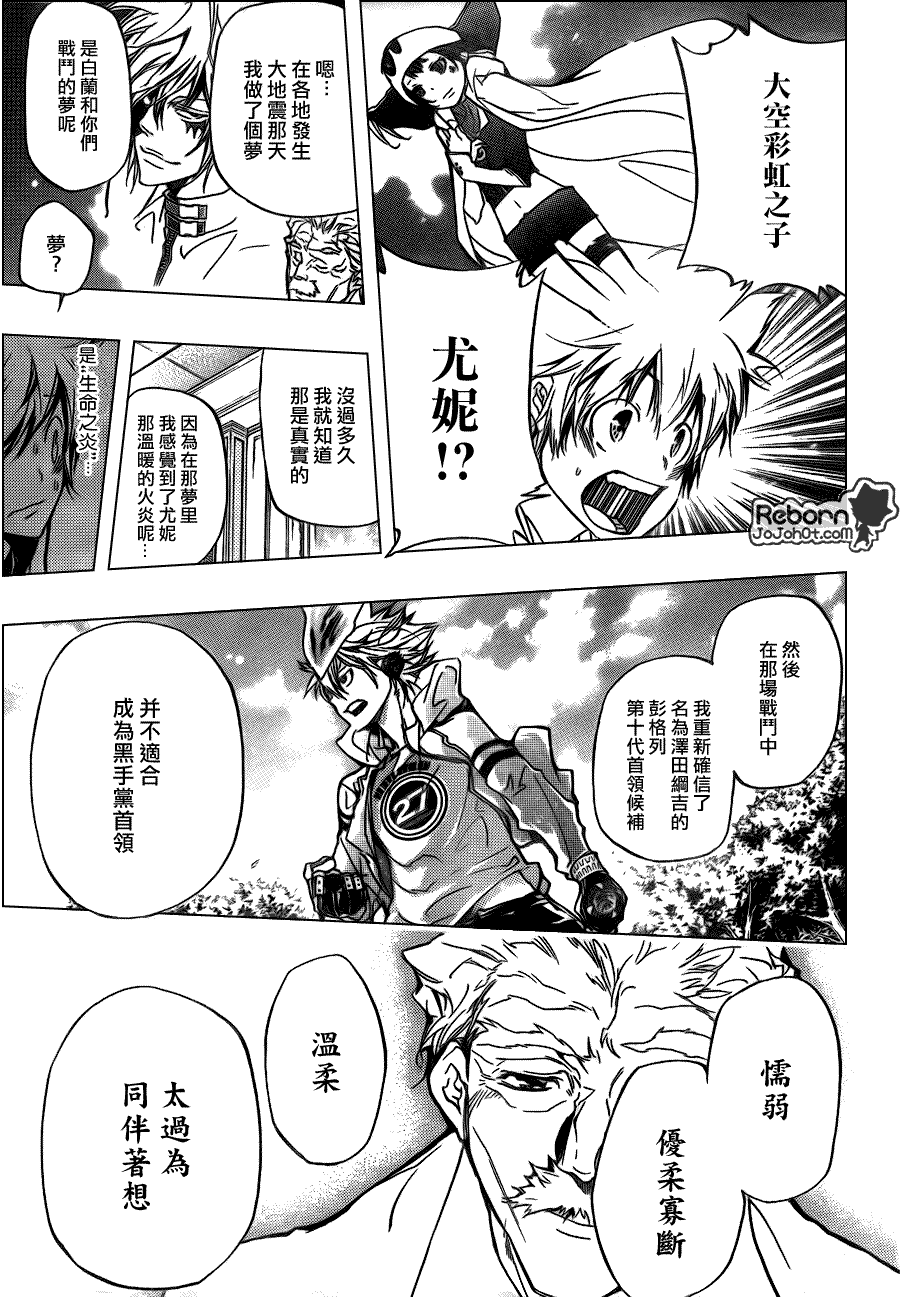 大空彩虹之子
尤妮!?
嗯…
在各地發生
大地震那天
我做了個夢
是白蘭和你們
戰鬥的夢呢
夢?
沒過多久
我就知道
那是真實的
因為在那夢里
我感覺到了尤妮
那溫暖的火炎呢…
是“生命之炎”…
然後
在那場戰鬥中
我重新確信了
名為澤田綱吉的
彭格列
第十代首領候補
27
并不適合
成為黑手黨首領
懦弱
優柔寡斷
溫柔
太過為
同伴著想
Reborn
JoJoHOt.com